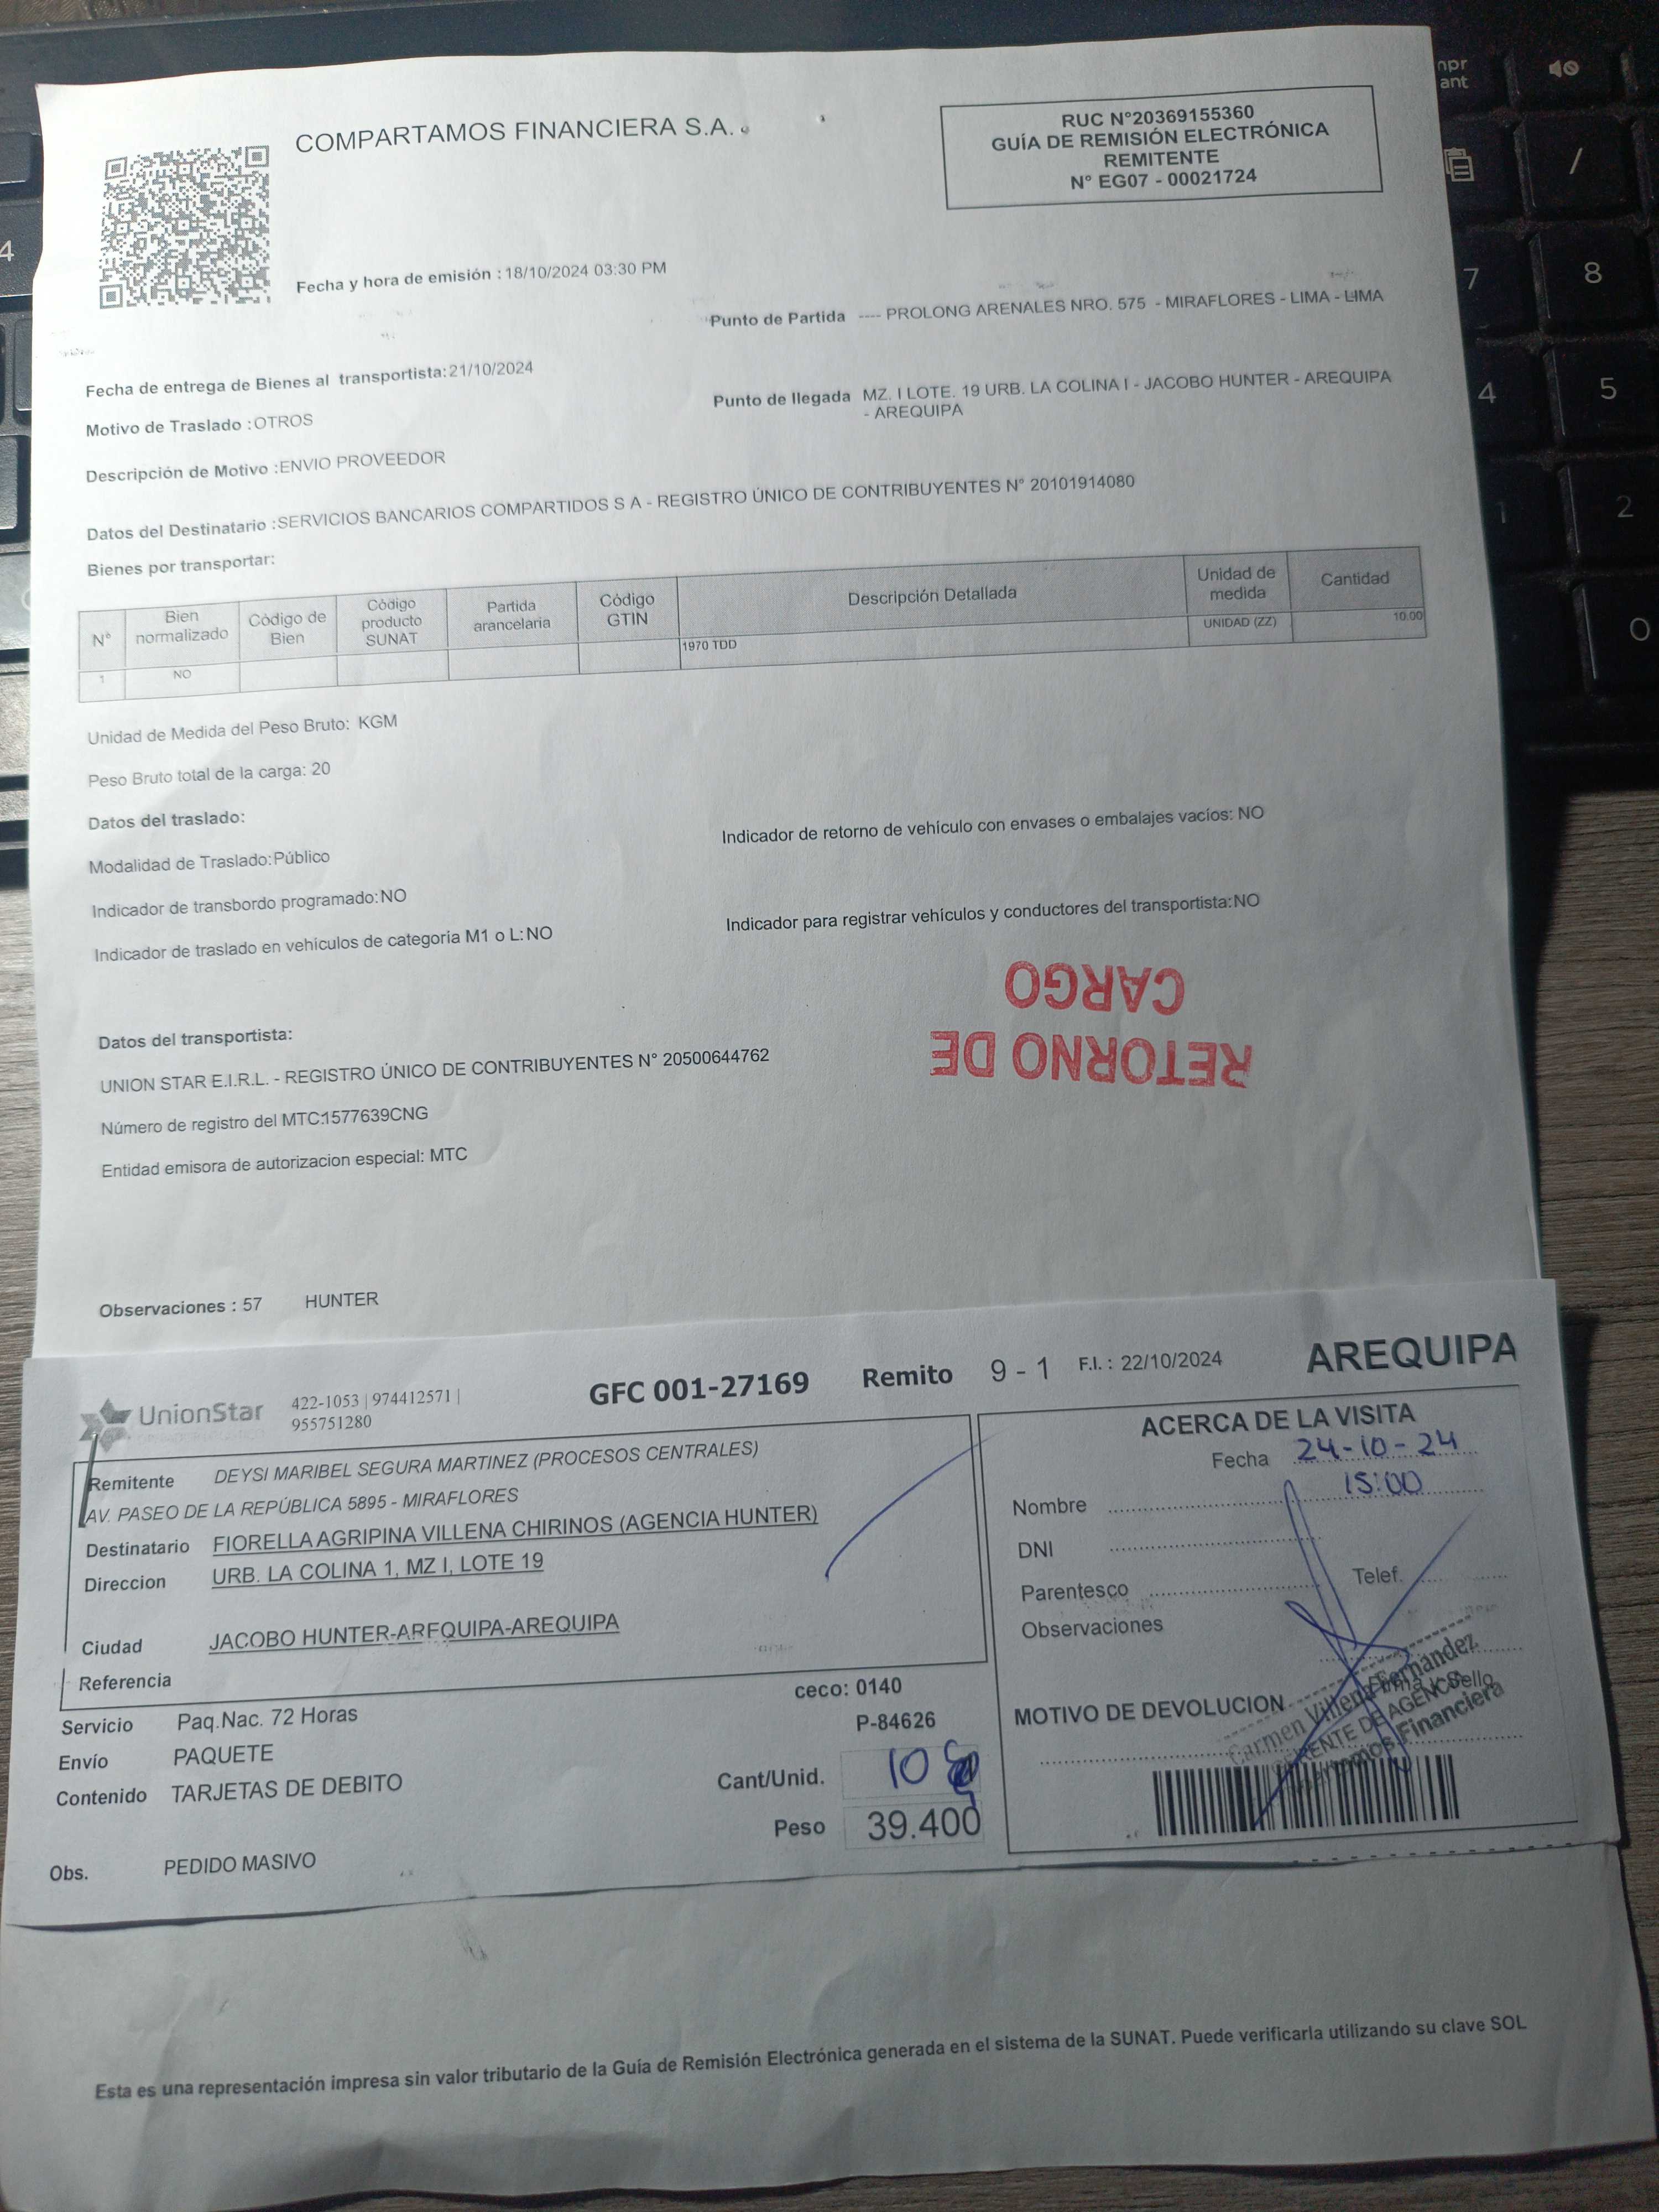 COMPARTAMOS FINANCIERA S.A.
RUC N°20369155360
GUÍA DE REMISIÓN ELECTRÓNICA
REMITENTE
N° EG07 - 00021724
Fecha y hora de emisión : 18/10/2024 03:30 PM
Punto de Partida ---- PROLONG ARENALES NRO. 575 - MIRAFLORES - LIMA - LIMA
Fecha de entrega de Bienes al transportista: 21/10/2024
Punto de llegada MZ. I LOTE. 19 URB. LA COLINA I - JACOBO HUNTER - AREQUIPA
- AREQUIPA
Motivo de Traslado :OTROS
Descripción de Motivo :ENVIO PROVEEDOR
Datos del Destinatario :SERVICIOS BANCARIOS COMPARTIDOS S A - REGISTRO ÚNICO DE CONTRIBUYENTES N° 20101914080
Bienes por transportar:
N° Bien normalizado Código de Bien Código producto SUNAT Partida arancelaria Código GTIN Descripción Detallada Unidad de medida Cantidad
1 NO 1970 TDD UNIDAD (ZZ) 10.00
Unidad de Medida del Peso Bruto: KGM
Peso Bruto total de la carga: 20
Datos del traslado:
Indicador de retorno de vehículo con envases o embalajes vacíos: NO
Modalidad de Traslado:Público
Indicador de transbordo programado:NO
Indicador para registrar vehículos y conductores del transportista:NO
Indicador de traslado en vehículos de categoria M1 o L:NO
RETORNO DE
CARGO
Datos del transportista:
UNION STAR E.I.R.L. - REGISTRO ÚNICO DE CONTRIBUYENTES N° 20500644762
Número de registro del MTC:1577639CNG
Entidad emisora de autorizacion especial: MTC
Observaciones : 57 HUNTER
UnionStar
422-1053 | 974412571 |
955751280
GFC 001-27169 Remito 9 - 1 F.I. : 22/10/2024 AREQUIPA
Remitente DEYSI MARIBEL SEGURA MARTINEZ (PROCESOS CENTRALES)
AV. PASEO DE LA REPÚBLICA 5895 - MIRAFLORES
Destinatario FIORELLA AGRIPINA VILLENA CHIRINOS (AGENCIA HUNTER)
Direccion URB. LA COLINA 1, MZ I, LOTE 19
Ciudad JACOBO HUNTER-AREQUIPA-AREQUIPA
Referencia
ceco: 0140
Servicio Paq.Nac. 72 Horas
P-84626
Envío PAQUETE
Contenido TARJETAS DE DEBITO
Cant/Unid. 10
Peso 39.400
Obs. PEDIDO MASIVO
ACERCA DE LA VISITA
Fecha 24-10-24
15:00
Nombre
DNI
Parentesco Telef.
Observaciones
MOTIVO DE DEVOLUCION
Carmen Villena Fernandez
GERENTE DE AGENCIA
Financiera
Esta es una representación impresa sin valor tributario de la Guía de Remisión Electrónica generada en el sistema de la SUNAT. Puede verificarla utilizando su clave SOL